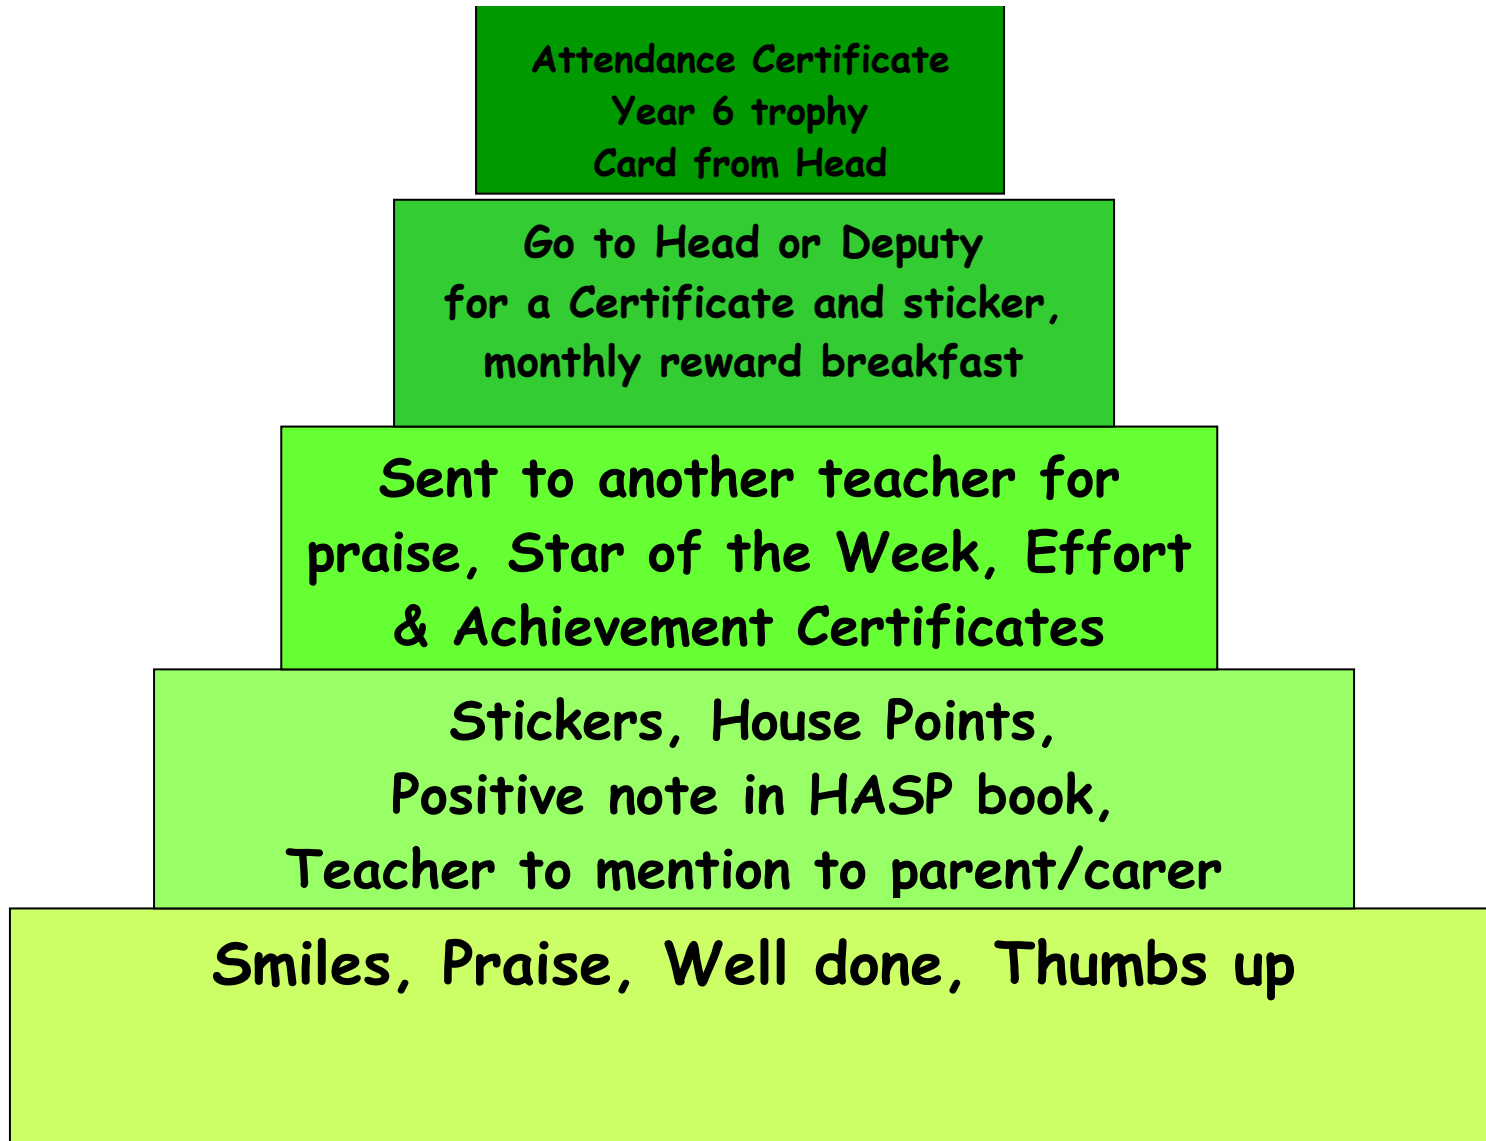 Attendance Certificate
Year 6 trophy
Card from Head
Go to Head or Deputy
for a Certificate and sticker,
monthly reward breakfast
Sent to another teacher for
praise, Star of the Week, Effort
& Achievement Certificates
Stickers, House Points,
Positive note in HASP book,
Teacher to mention to parent/carer
Smiles, Praise, Well done, Thumbs up